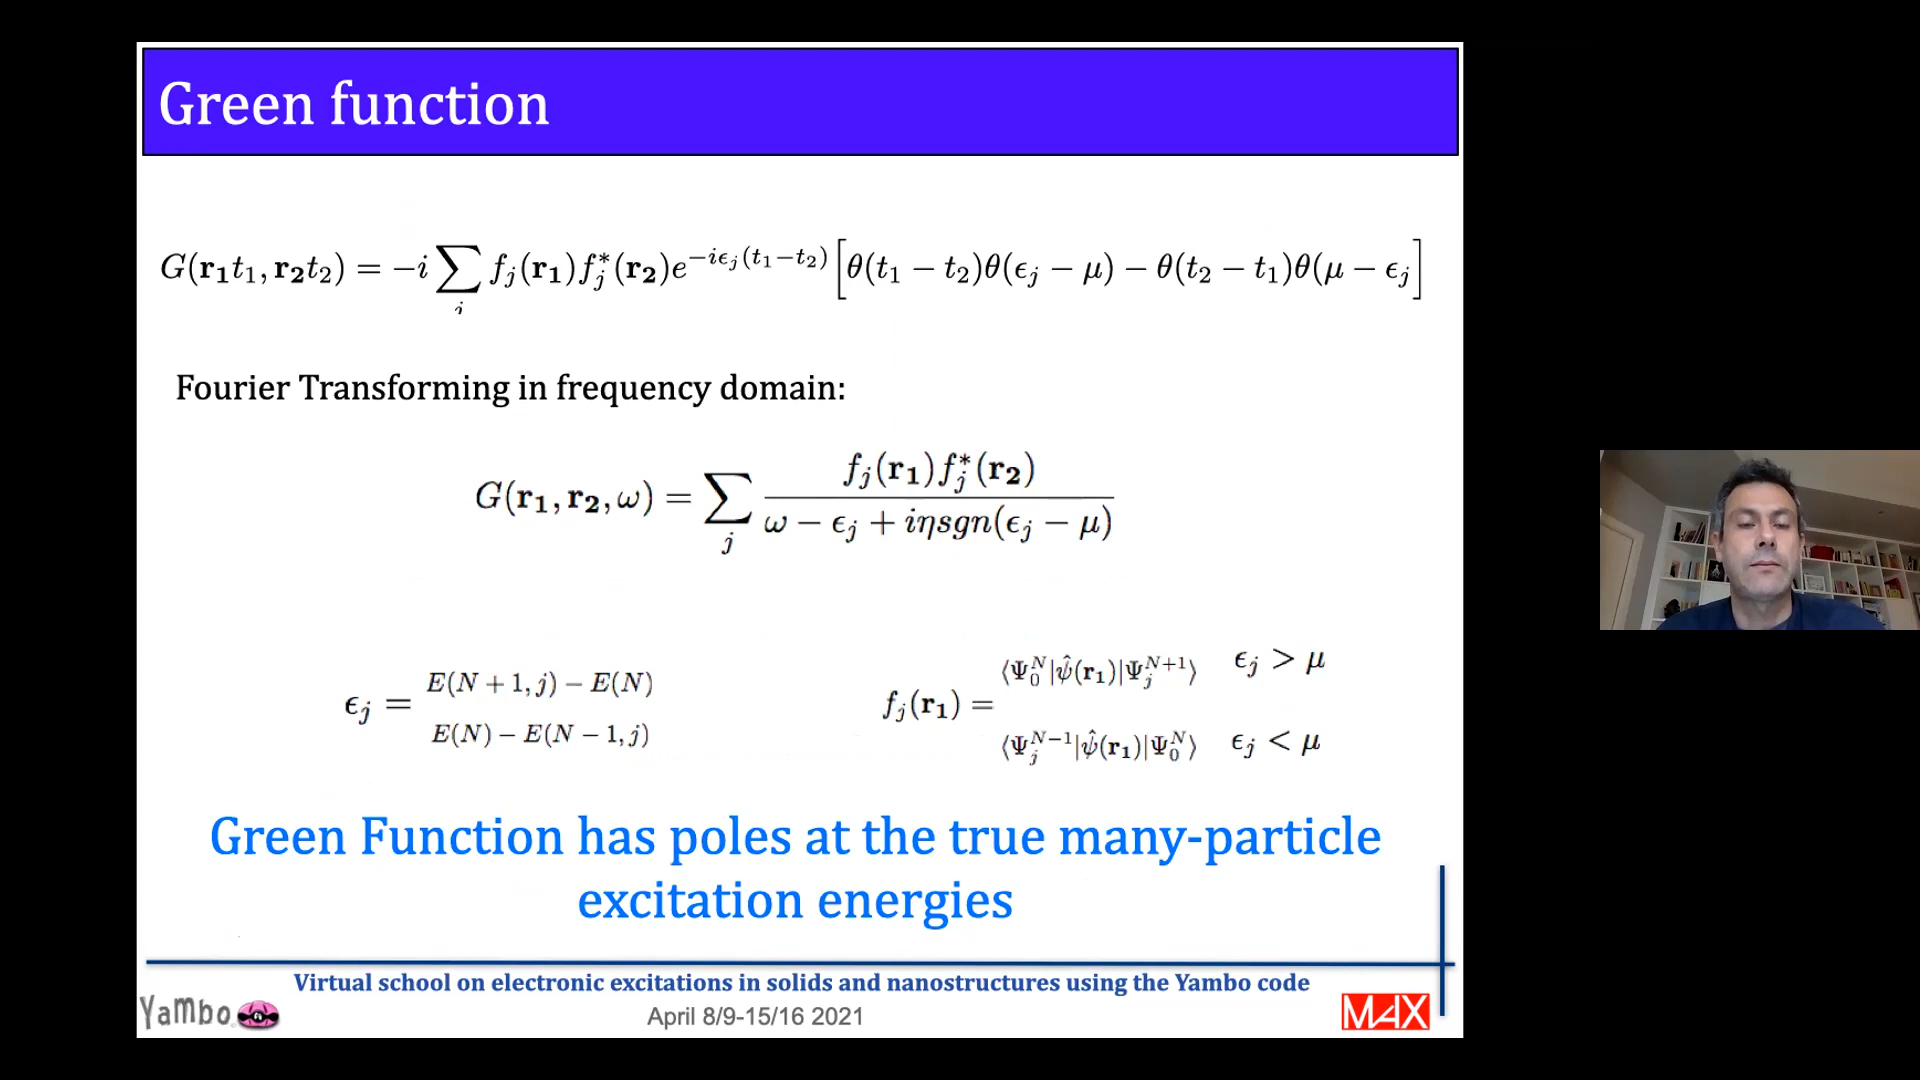 Green function
G(r₁t₁, r₂t₂) = −i ∑ⱼ fⱼ(r₁)fⱼ*(r₂)e^{−iϵⱼ(t₁−t₂)} [θ(t₁ − t₂)θ(ϵⱼ − μ) − θ(t₂ − t₁)θ(μ − ϵⱼ]
Fourier Transforming in frequency domain:
G(r₁, r₂, ω) = ∑ⱼ fⱼ(r₁)fⱼ*(r₂) / ω − ϵⱼ + iηsgn(ϵⱼ − μ)
ϵⱼ = E(N + 1, j) − E(N)
E(N) − E(N − 1, j)
fⱼ(r₁) = ⟨Ψ₀ᴺ|ψ̂(r₁)|Ψⱼᴺ⁺¹⟩ ϵⱼ > μ
⟨Ψⱼᴺ⁻¹|ψ̂(r₁)|Ψ₀ᴺ⟩ ϵⱼ < μ
Green Function has poles at the true many-particle
excitation energies
Virtual school on electronic excitations in solids and nanostructures using the Yambo code
April 8/9-15/16 2021
Yambo
MAX